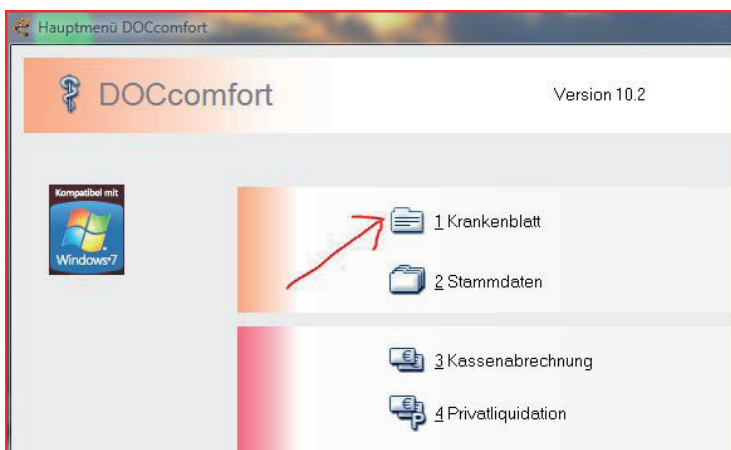 Hauptmenü DOCcomfort
DOCcomfort
Version 10.2
Kompatibel mit
Windows 7
1 Krankenblatt
2 Stammdaten
3 Kassenabrechnung
4 Privatliquidation